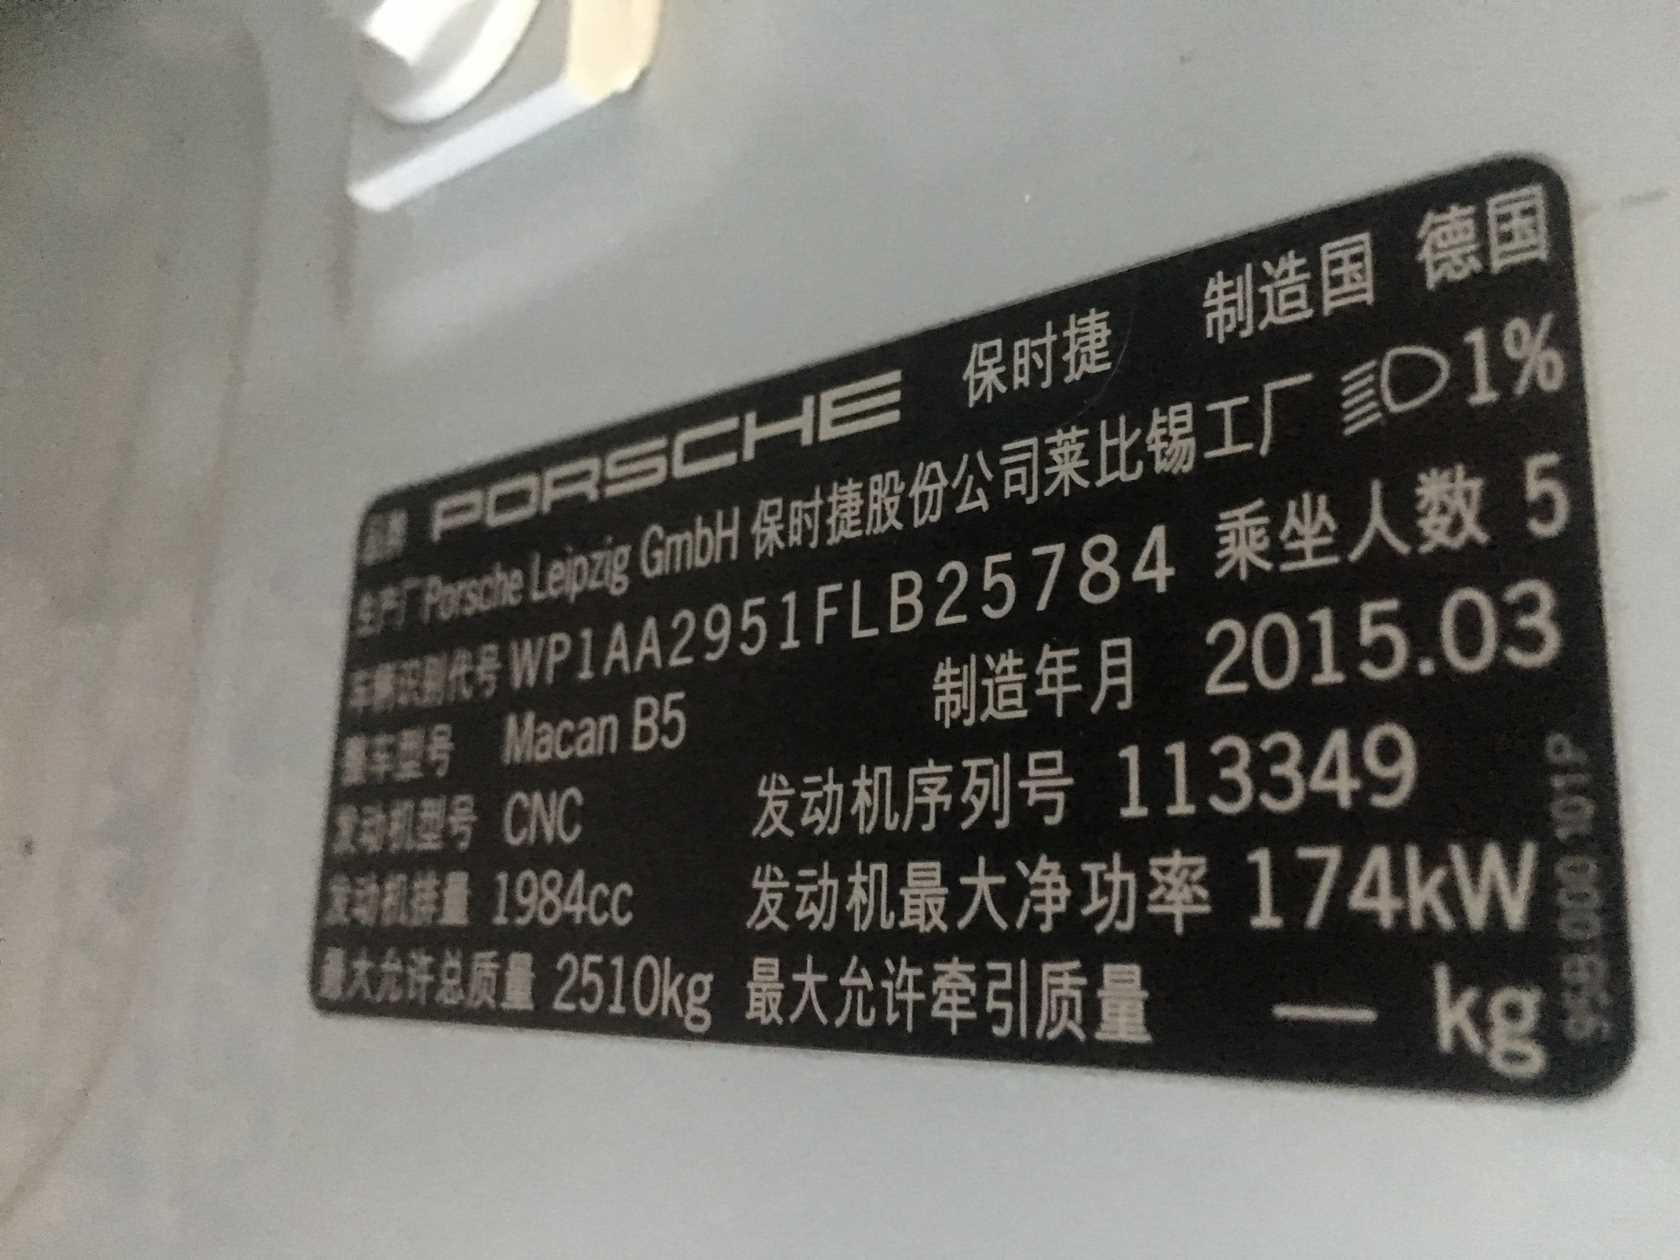 品牌 PORSCHE 保时捷 制造国 德国
生产厂 Porsche Leipzig GmbH 保时捷股份公司莱比锡工厂 1%
车辆识别代号 WP1AA2951FLB25784 乘坐人数 5
整车型号 Macan B5 制造年月 2015.03
发动机型号 CNC 发动机序列号 113349
发动机排量 1984cc 发动机最大净功率 174kW
最大允许总质量 2510kg 最大允许牵引质量 — kg
95B.000.101P